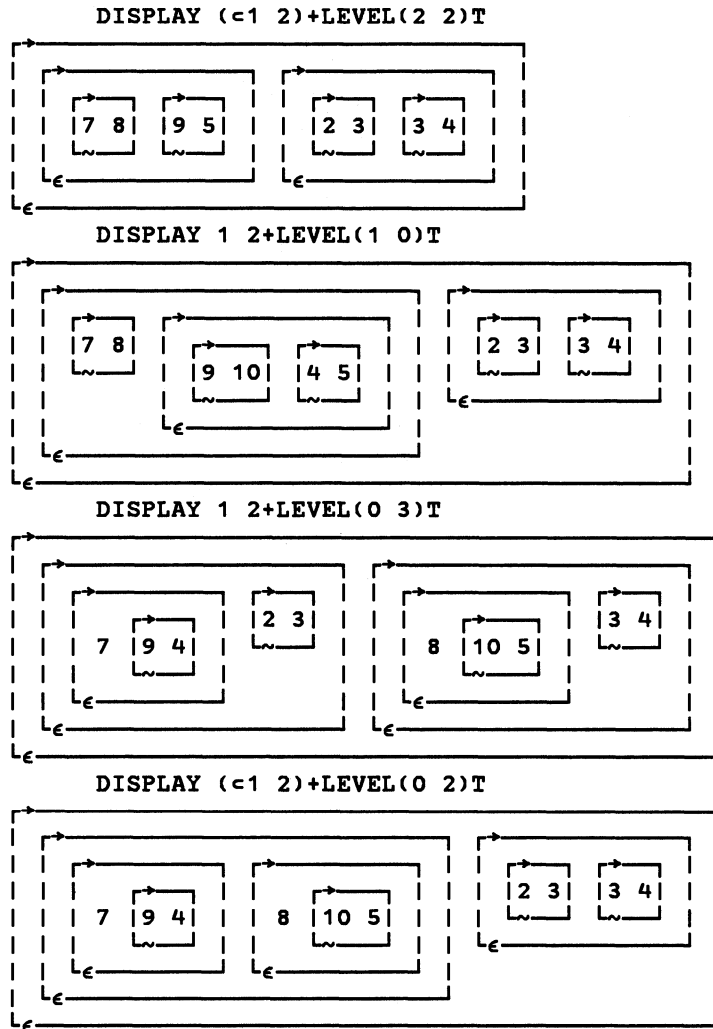 DISPLAY (⊂1 2)+LEVEL(2 2)T
7 8 9 5 2 3 3 4
DISPLAY 1 2+LEVEL(1 0)T
7 8 9 10 4 5 2 3 3 4
DISPLAY 1 2+LEVEL(0 3)T
2 3 3 4
7 9 4 8 10 5
DISPLAY (⊂1 2)+LEVEL(0 2)T
2 3 3 4
7 9 4 8 10 5